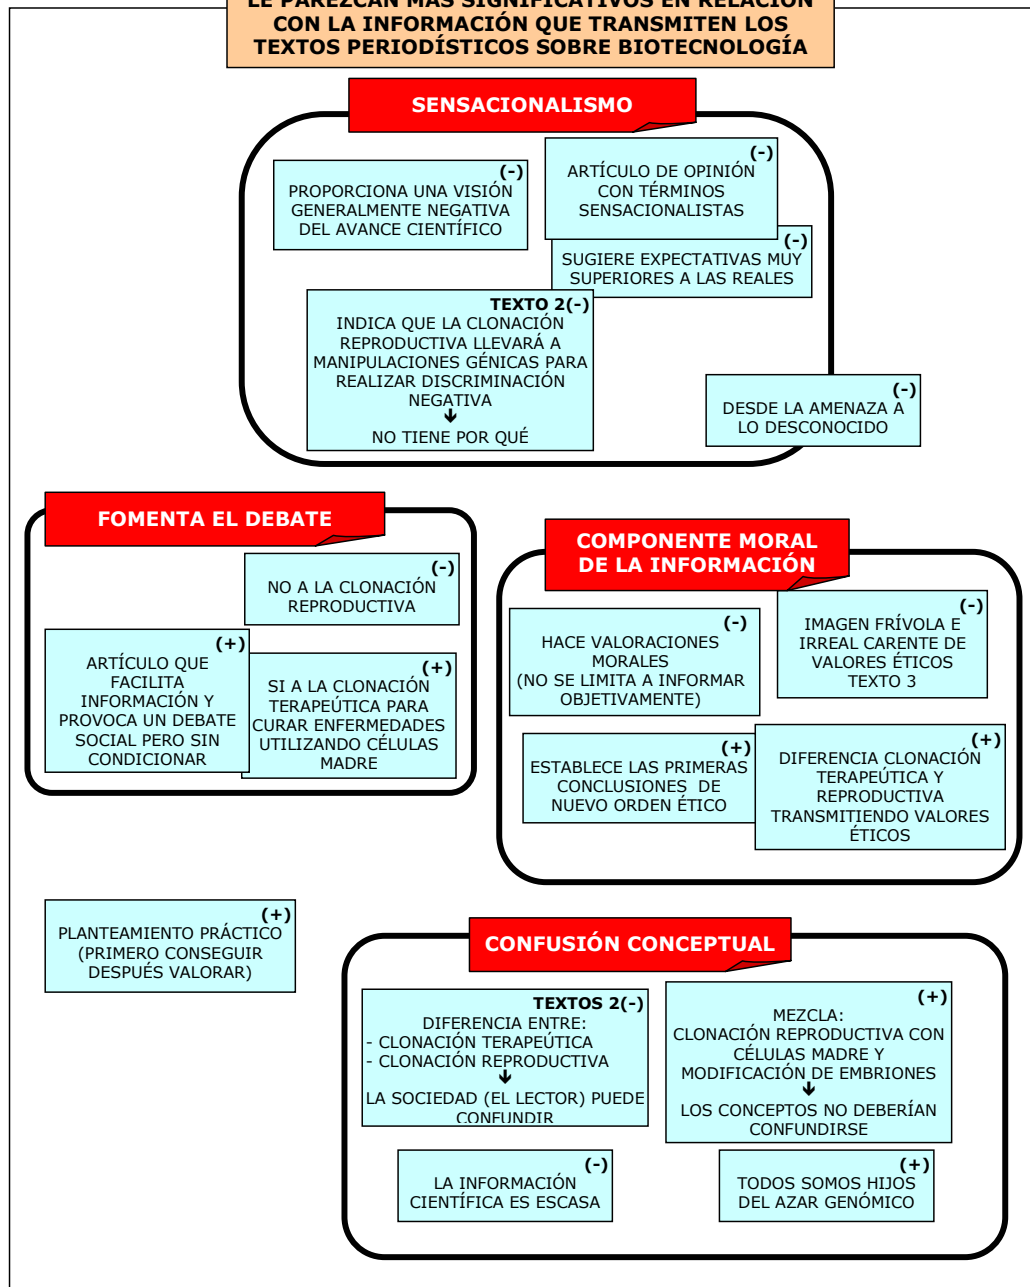 LE PAREZCAN MÁS SIGNIFICATIVOS EN RELACIÓN
CON LA INFORMACIÓN QUE TRANSMITEN LOS
TEXTOS PERIODÍSTICOS SOBRE BIOTECNOLOGÍA
SENSACIONALISMO
(-)
PROPORCIONA UNA VISIÓN
GENERALMENTE NEGATIVA
DEL AVANCE CIENTÍFICO
(-)
ARTÍCULO DE OPINIÓN
CON TÉRMINOS
SENSACIONALISTAS
(-)
SUGIERE EXPECTATIVAS MUY
SUPERIORES A LAS REALES
TEXTO 2(-)
INDICA QUE LA CLONACIÓN
REPRODUCTIVA LLEVARÁ A
MANIPULACIONES GÉNICAS PARA
REALIZAR DISCRIMINACIÓN
NEGATIVA
NO TIENE POR QUÉ
(-)
DESDE LA AMENAZA A
LO DESCONOCIDO
FOMENTA EL DEBATE
(-)
NO A LA CLONACIÓN
REPRODUCTIVA
(+)
ARTÍCULO QUE
FACILITA
INFORMACIÓN Y
PROVOCA UN DEBATE
SOCIAL PERO SIN
CONDICIONAR
(+)
SI A LA CLONACIÓN
TERAPEÚTICA PARA
CURAR ENFERMEDADES
UTILIZANDO CÉLULAS
MADRE
COMPONENTE MORAL
DE LA INFORMACIÓN
(-)
HACE VALORACIONES
MORALES
(NO SE LIMITA A INFORMAR
OBJETIVAMENTE)
(-)
IMAGEN FRÍVOLA E
IRREAL CARENTE DE
VALORES ÉTICOS
TEXTO 3
(+)
ESTABLECE LAS PRIMERAS
CONCLUSIONES DE
NUEVO ORDEN ÉTICO
(+)
DIFERENCIA CLONACIÓN
TERAPEÚTICA Y
REPRODUCTIVA
TRANSMITIENDO VALORES
ÉTICOS
(+)
PLANTEAMIENTO PRÁCTICO
(PRIMERO CONSEGUIR
DESPUÉS VALORAR)
CONFUSIÓN CONCEPTUAL
TEXTOS 2(-)
DIFERENCIA ENTRE:
- CLONACIÓN TERAPEÚTICA
- CLONACIÓN REPRODUCTIVA
LA SOCIEDAD (EL LECTOR) PUEDE
CONFUNDIR
(+)
MEZCLA:
CLONACIÓN REPRODUCTIVA CON
CÉLULAS MADRE Y
MODIFICACIÓN DE EMBRIONES
LOS CONCEPTOS NO DEBERÍAN
CONFUNDIRSE
(-)
LA INFORMACIÓN
CIENTÍFICA ES ESCASA
(+)
TODOS SOMOS HIJOS
DEL AZAR GENÓMICO